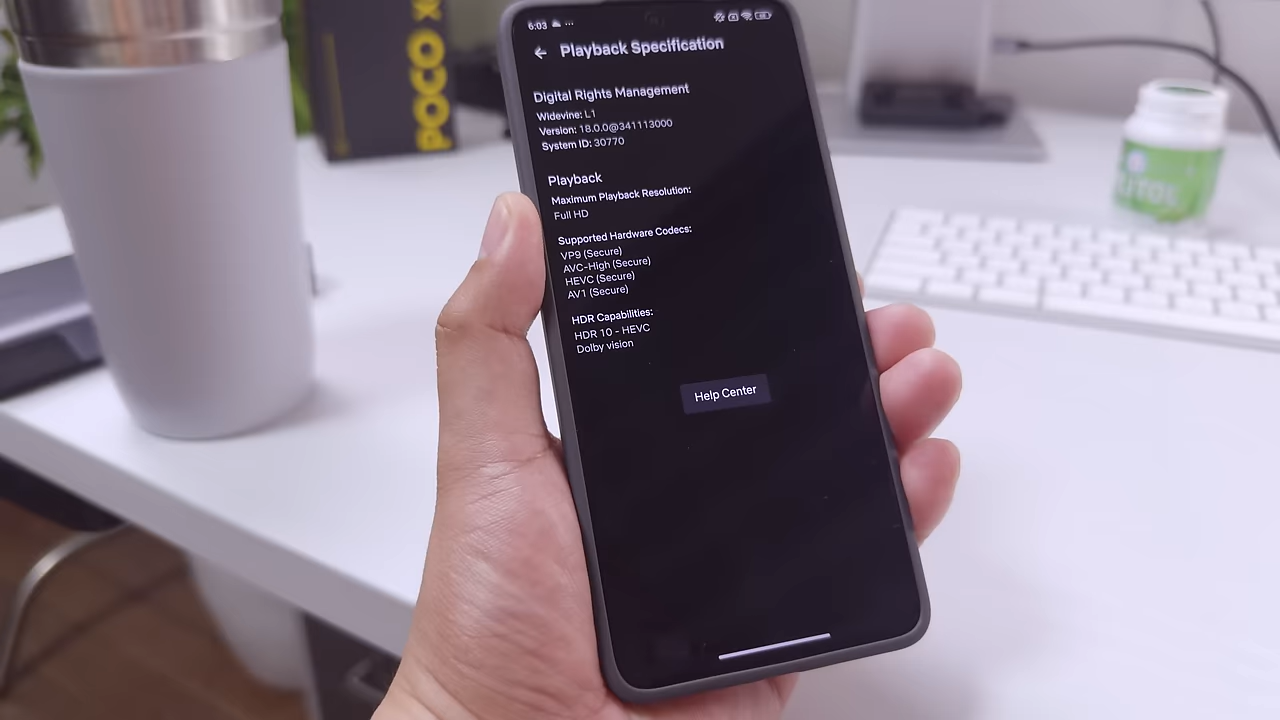 6:03
Playback Specification
Digital Rights Management
Widevine: L1
Version: 18.0.0@341113000
System ID: 30770
Playback
Maximum Playback Resolution:
Full HD
Supported Hardware Codecs:
VP9 (Secure)
AVC-High (Secure)
HEVC (Secure)
AV1 (Secure)
HDR Capabilities:
HDR 10 - HEVC
Dolby vision
Help Center
POCO X